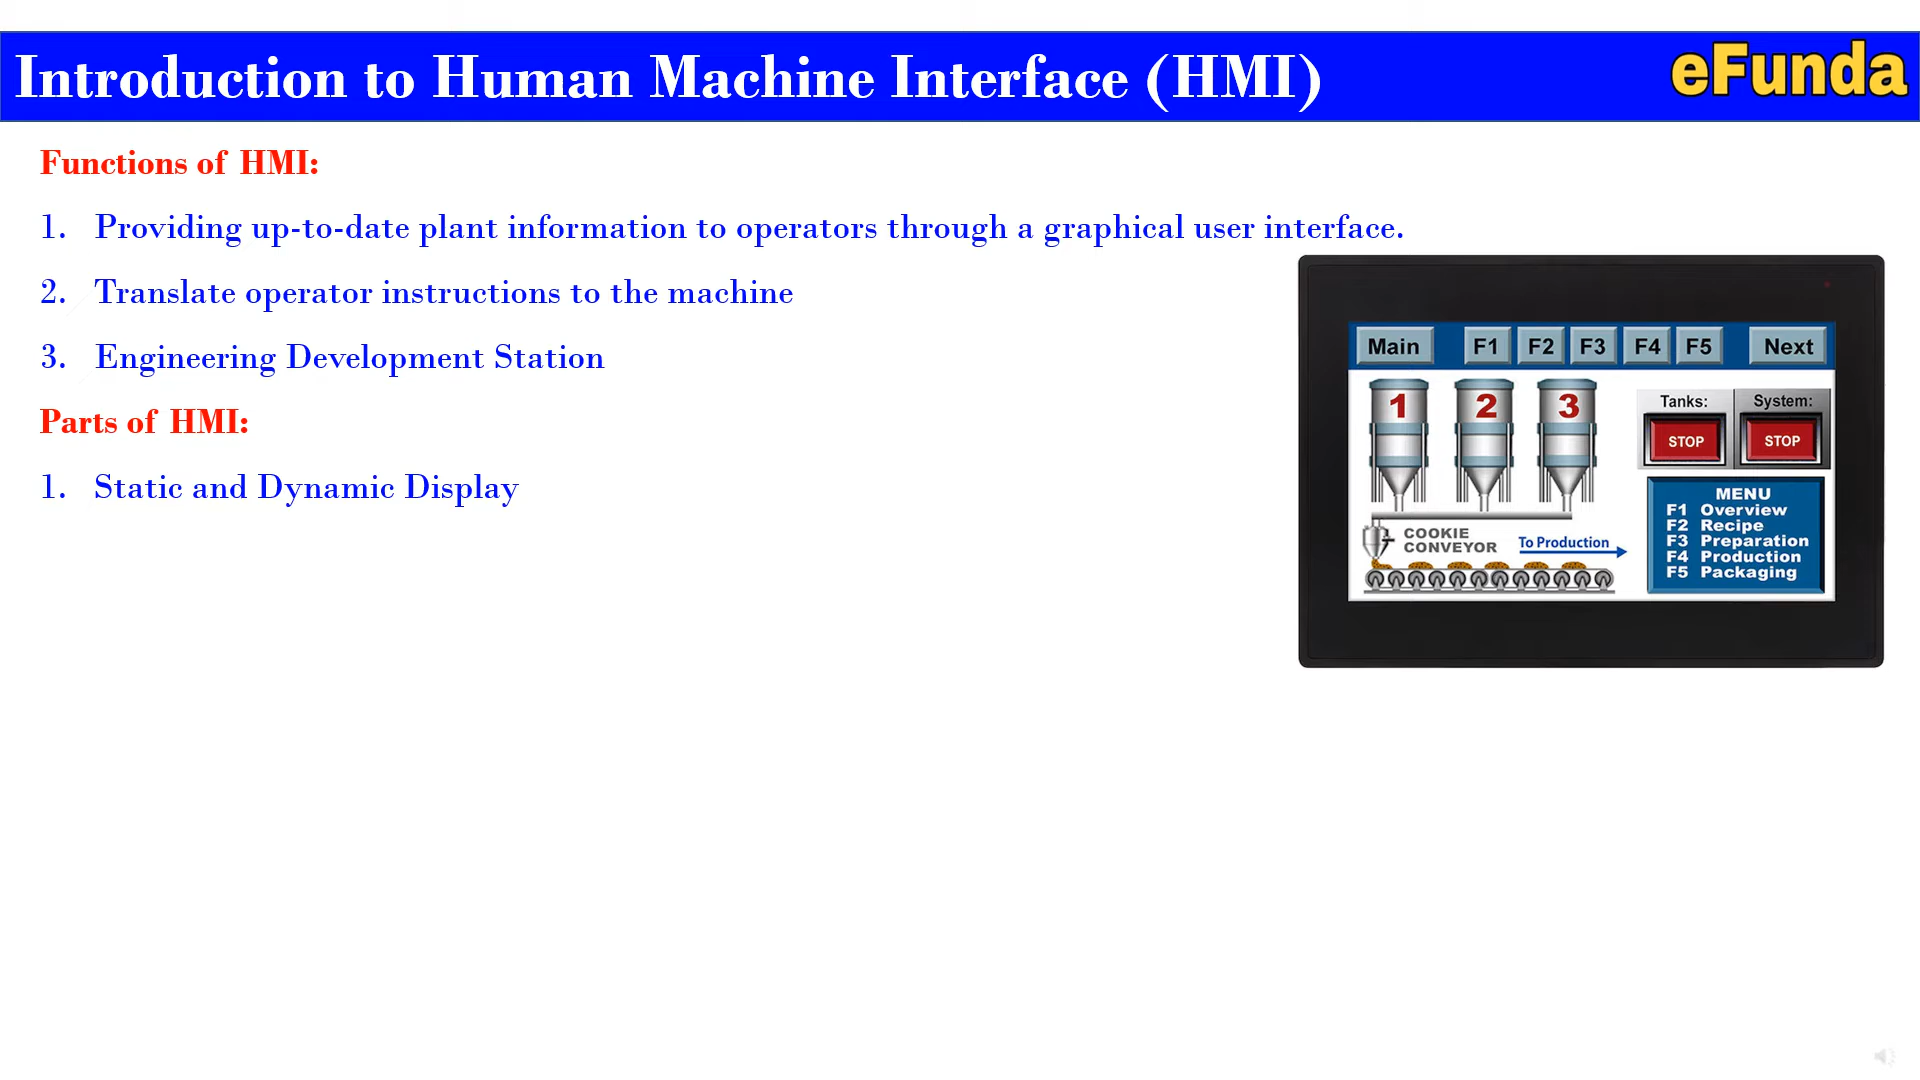 Introduction to Human Machine Interface (HMI)
eFunda
Functions of HMI:
1. Providing up-to-date plant information to operators through a graphical user interface.
2. Translate operator instructions to the machine
3. Engineering Development Station
Parts of HMI:
1. Static and Dynamic Display
Main F1 F2 F3 F4 F5 Next
1 2 3
Tanks: System:
STOP STOP
COOKIE
CONVEYOR
To Production
MENU
F1 Overview
F2 Recipe
F3 Preparation
F4 Production
F5 Packaging